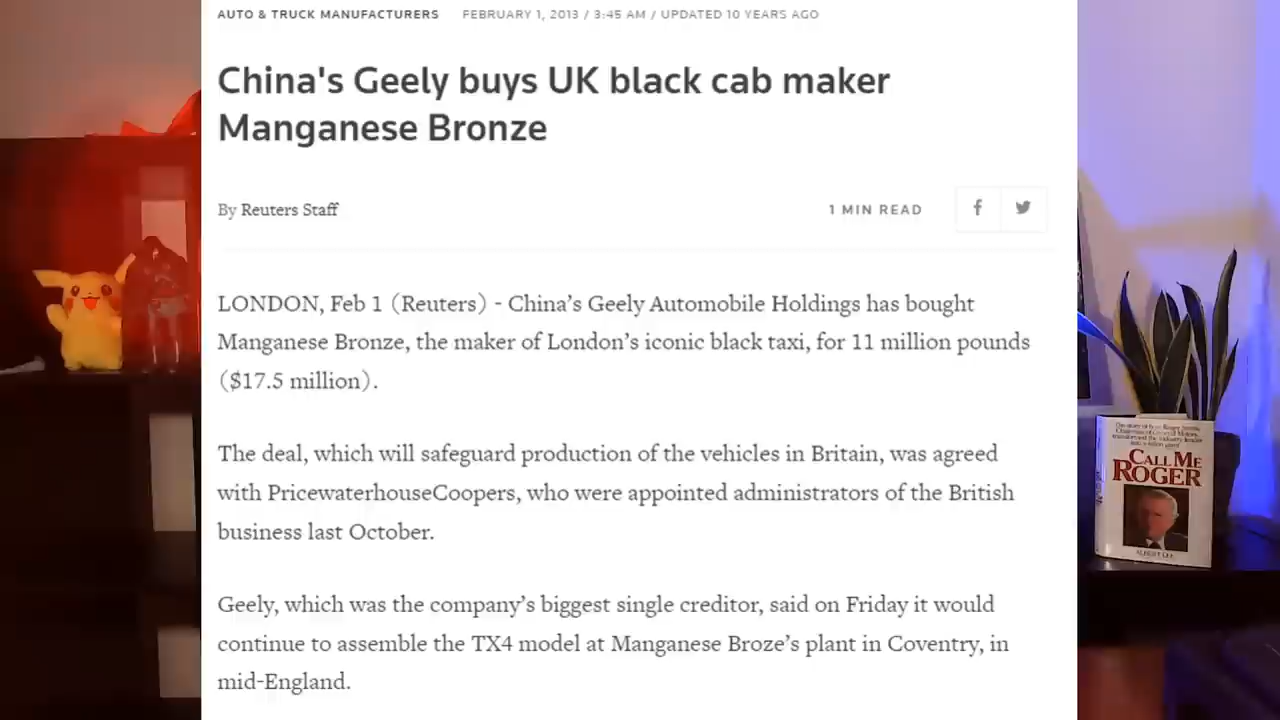 AUTO & TRUCK MANUFACTURERS FEBRUARY 1, 2013 / 3:45 AM / UPDATED 10 YEARS AGO
China's Geely buys UK black cab maker
Manganese Bronze
By Reuters Staff
1 MIN READ
LONDON, Feb 1 (Reuters) - China’s Geely Automobile Holdings has bought
Manganese Bronze, the maker of London’s iconic black taxi, for 11 million pounds
($17.5 million).
The deal, which will safeguard production of the vehicles in Britain, was agreed
with PricewaterhouseCoopers, who were appointed administrators of the British
business last October.
Geely, which was the company’s biggest single creditor, said on Friday it would
continue to assemble the TX4 model at Manganese Broze’s plant in Coventry, in
mid-England.
CALL ME
ROGER
ALBERT LEE